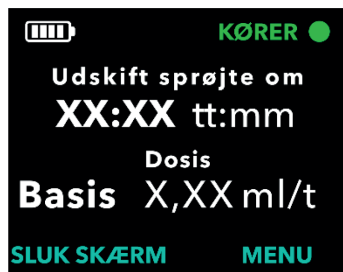 KØRER
Udskift sprøjte om
XX:XX tt:mm
Dosis
Basis X,XX ml/t
SLUK SKÆRM MENU